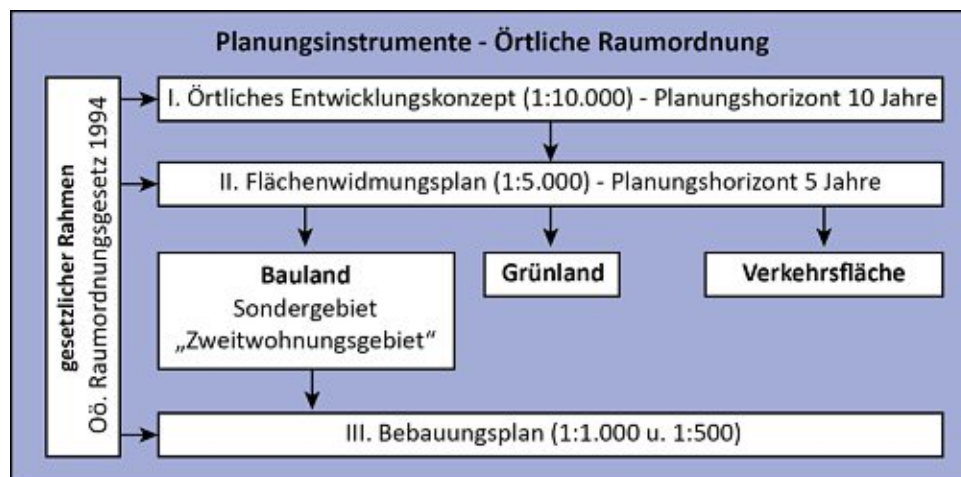 Planungsinstrumente - Örtliche Raumordnung
gesetzlicher Rahmen
Oö. Raumordnungsgesetz 1994
I. Örtliches Entwicklungskonzept (1:10.000) - Planungshorizont 10 Jahre
II. Flächenwidmungsplan (1:5.000) - Planungshorizont 5 Jahre
Bauland
Sondergebiet
„Zweitwohnungsgebiet“
Grünland
Verkehrsfläche
III. Bebauungsplan (1:1.000 u. 1:500)